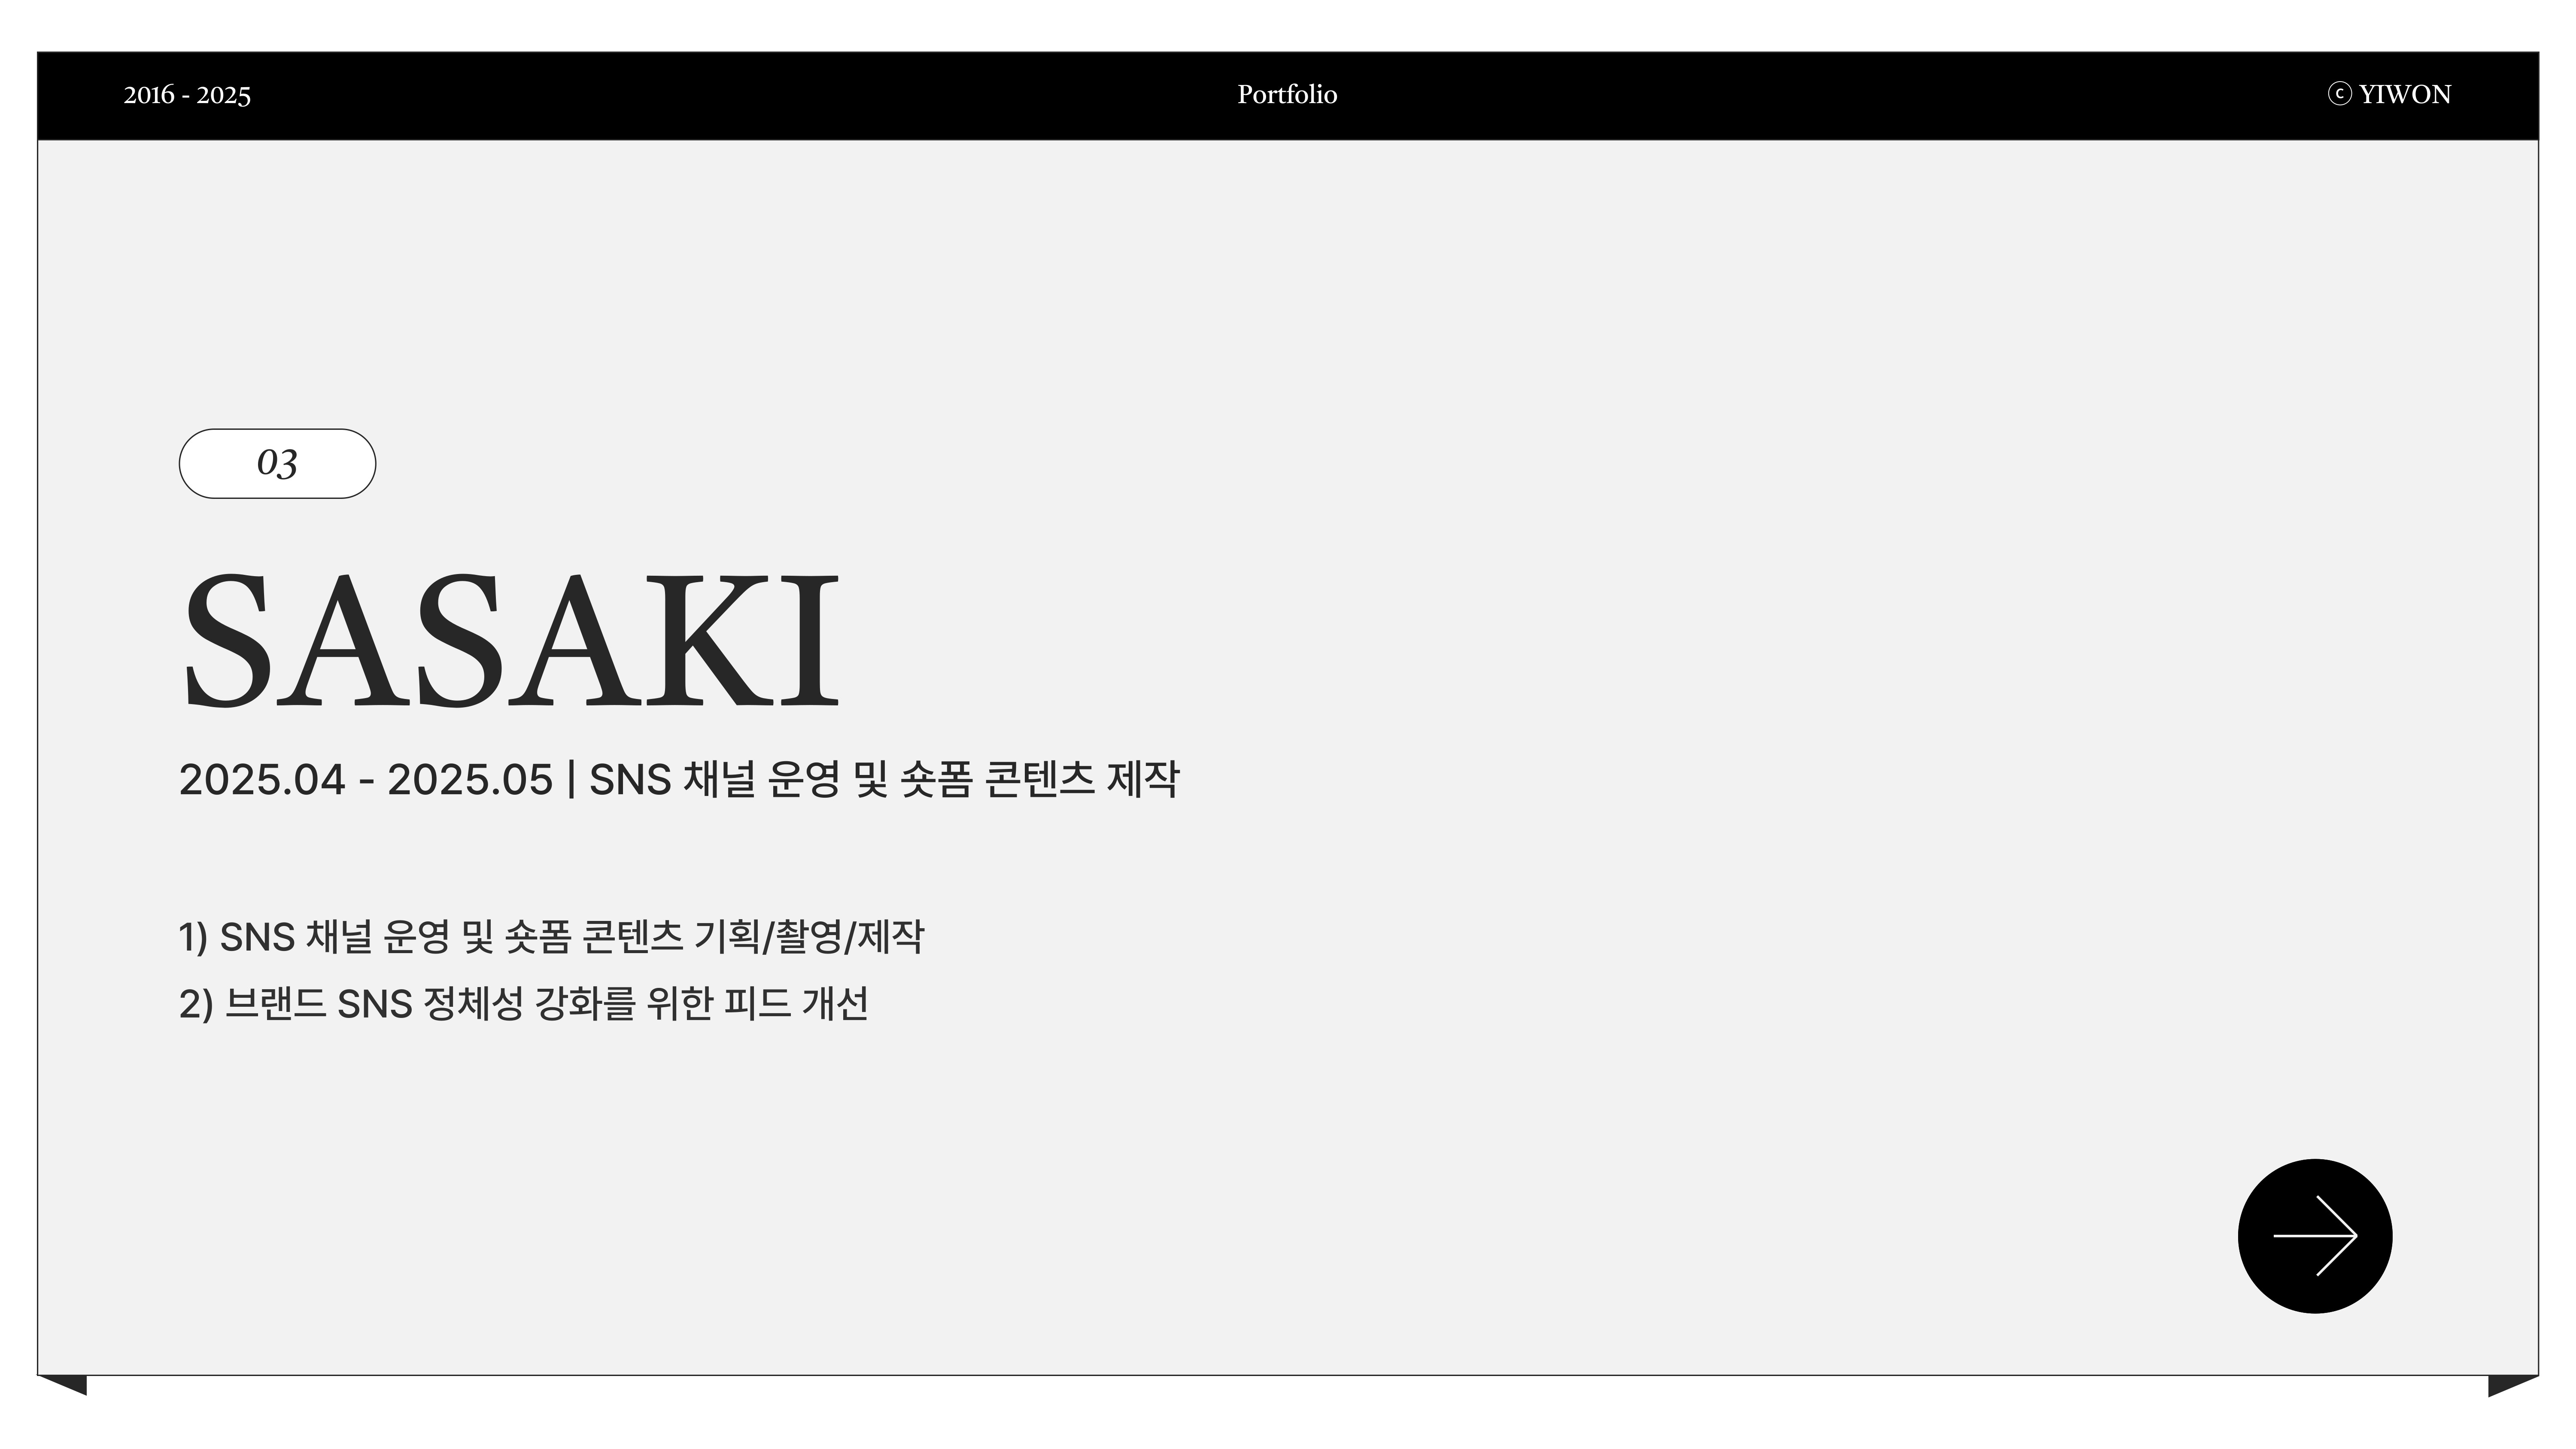 2016 - 2025
Portfolio
ⓒ YIWON
03
SASAKI
2025.04 - 2025.05 | SNS 채널 운영 및 숏폼 콘텐츠 제작
1) SNS 채널 운영 및 숏폼 콘텐츠 기획/촬영/제작
2) 브랜드 SNS 정체성 강화를 위한 피드 개선